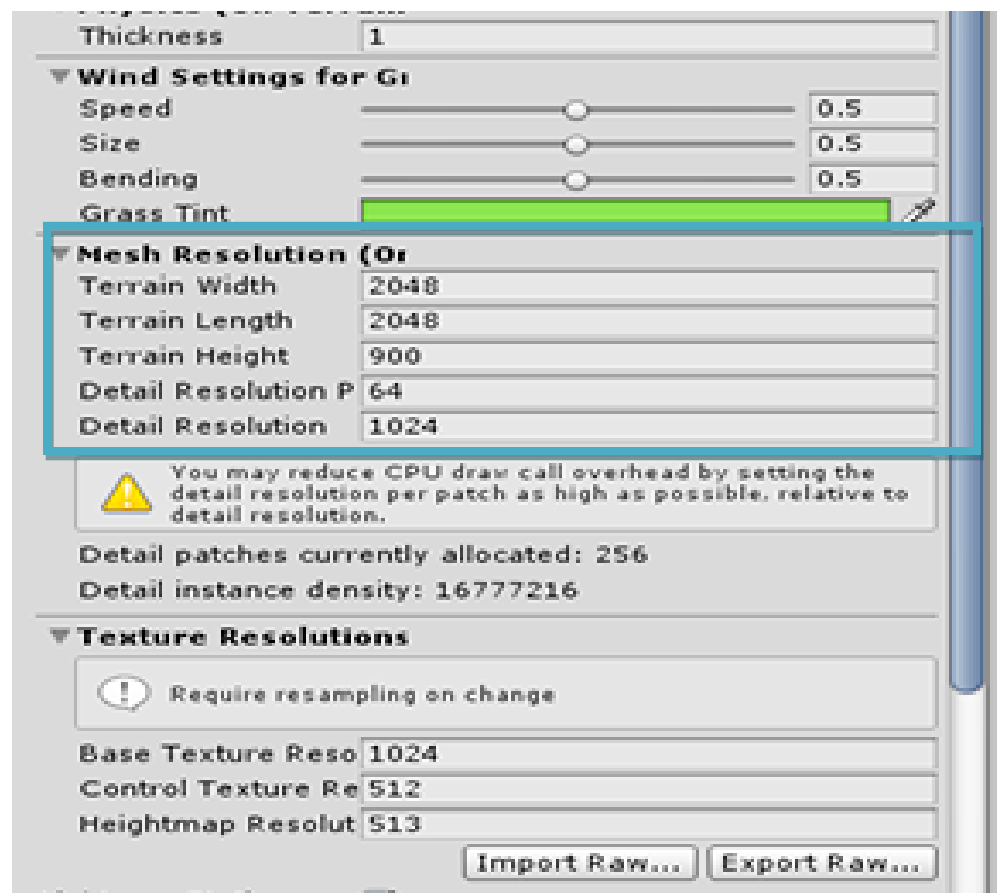 Thickness 1
Wind Settings for Gr
Speed 0.5
Size 0.5
Bending 0.5
Grass Tint
Mesh Resolution (Or
Terrain Width 2048
Terrain Length 2048
Terrain Height 900
Detail Resolution P 64
Detail Resolution 1024
You may reduce CPU draw call overhead by setting the
detail resolution per patch as high as possible, relative to
detail resolution.
Detail patches currently allocated: 256
Detail instance density: 16777216
Texture Resolutions
Require resampling on change
Base Texture Reso 1024
Control Texture Re 512
Heightmap Resolut 513
Import Raw... Export Raw...